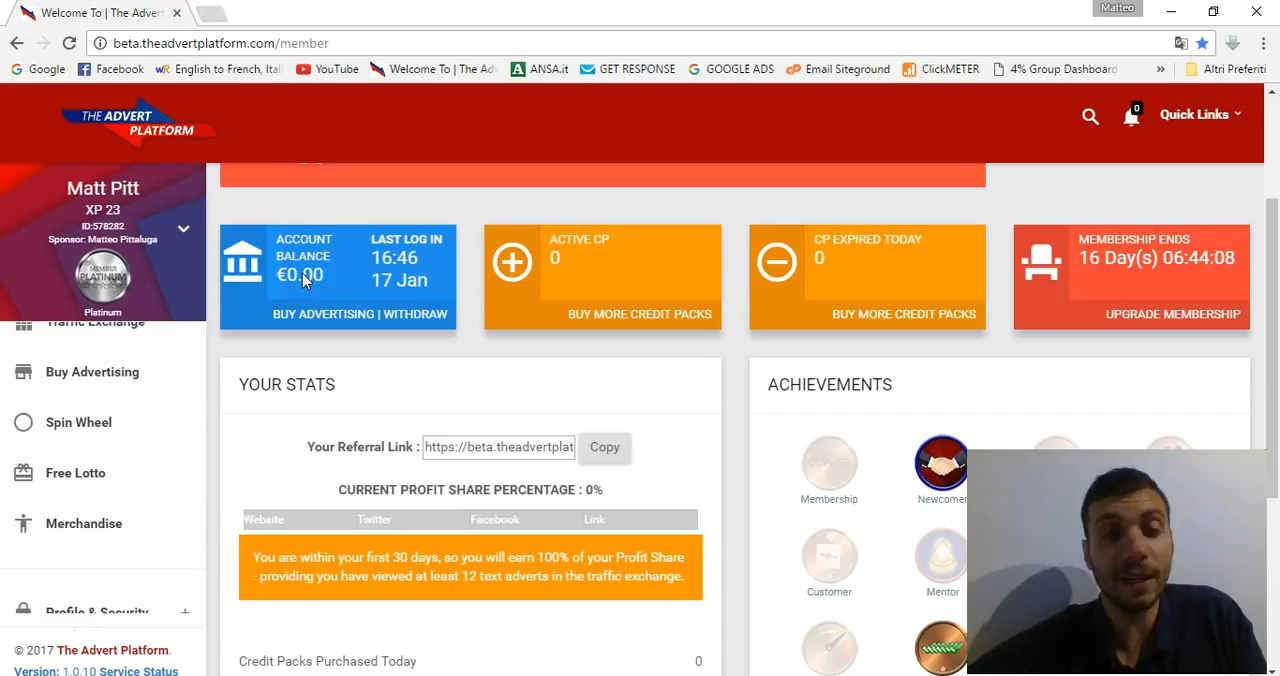 Welcome To | The Advert
Matteo
beta.theadvertplatform.com/member
Google
Facebook
English to French, Ital
YouTube
Welcome To | The Adv
ANSA.it
GET RESPONSE
GOOGLE ADS
Email Siteground
ClickMETER
4% Group Dashboard
»
Altri Preferiti
THE ADVERT
PLATFORM
0
Quick Links
Matt Pitt
XP 23
ID:578282
Sponsor: Matteo Pittaluga
MEMBER
PLATINUM
Platinum
Traffic Exchange
Buy Advertising
Spin Wheel
Free Lotto
Merchandise
Profile & Security +
© 2017 The Advert Platform.
Version: 1.0.10 Service Status
ACCOUNT
BALANCE
€0.00
LAST LOG IN
16:46
17 Jan
BUY ADVERTISING | WITHDRAW
ACTIVE CP
0
BUY MORE CREDIT PACKS
CP EXPIRED TODAY
0
BUY MORE CREDIT PACKS
MEMBERSHIP ENDS
16 Day(s) 06:44:08
UPGRADE MEMBERSHIP
YOUR STATS
Your Referral Link : https://beta.theadvertplat Copy
CURRENT PROFIT SHARE PERCENTAGE : 0%
Website Twitter Facebook Link
You are within your first 30 days, so you will earn 100% of your Profit Share
- providing you have viewed at least 12 text adverts in the traffic exchange.
Credit Packs Purchased Today 0
ACHIEVEMENTS
Membership
Newcomer
Customer
Mentor